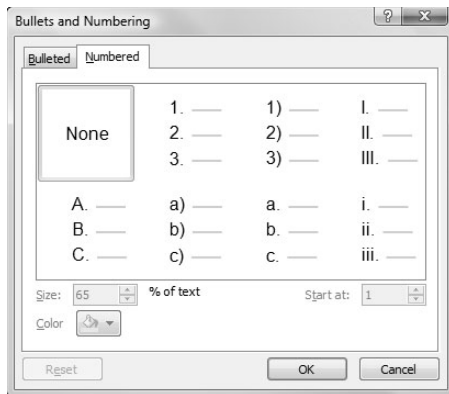 Bullets and Numbering
Bulleted Numbered
None
1.
2.
3.
1)
2)
3)
I.
II.
III.
A.
B.
C.
a)
b)
c)
a.
b.
c.
i.
ii.
iii.
Size: 65 % of text Start at: 1
Color
Reset OK Cancel